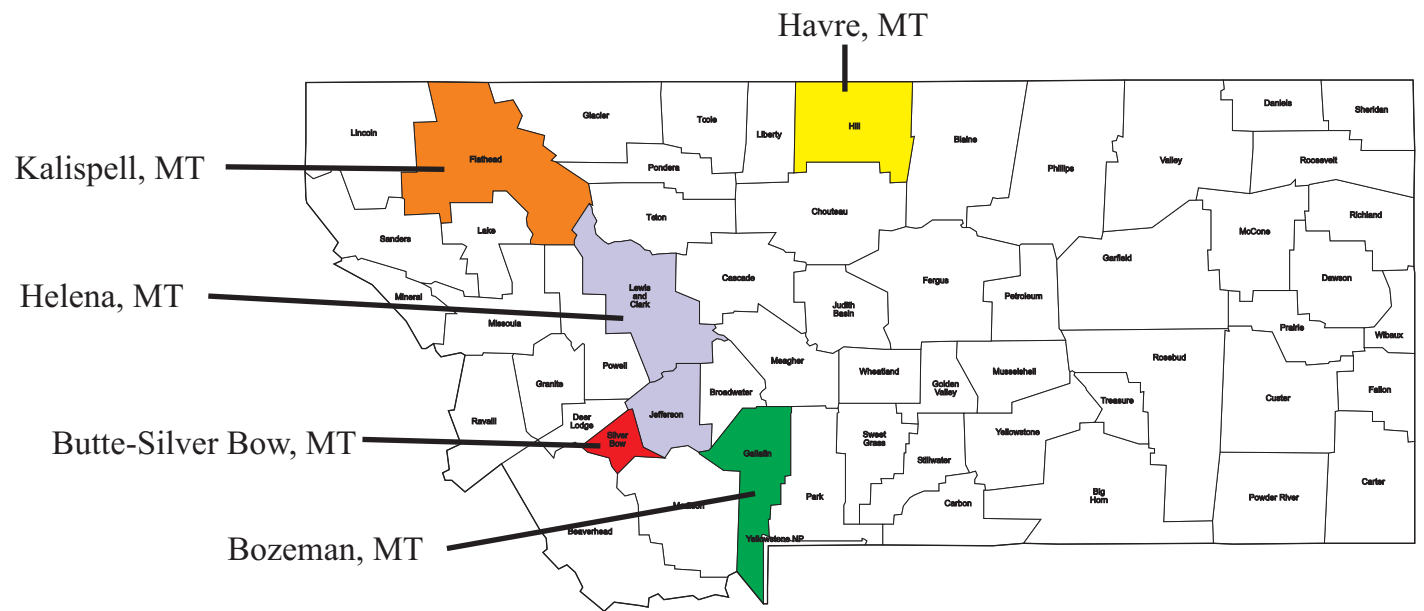 Havre, MT
Daniels
Sheridan
Glacier
Toole
Liberty
Hill
Lincoln
Blaine
Flathead
Valley
Roosevelt
Kalispell, MT
Pondera
Phillips
Teton
Chouteau
Richland
Lake
McCone
Sanders
Garfield
Cascade
Fergus
Dawson
Helena, MT
Lewis
and
Clark
Mineral
Judith
Basin
Petroleum
Missoula
Prairie
Wibaux
Meagher
Rosebud
Powell
Wheatland
Musselshell
Granite
Golden
Valley
Broadwater
Fallon
Custer
Treasure
Jefferson
Ravalli
Deer
Lodge
Butte-Silver Bow, MT
Silver
Bow
Sweet
Grass
Yellowstone
Gallatin
Stillwater
Carter
Park
Big
Horn
Powder River
Carbon
Madison
Beaverhead
Yellowstone NP
Bozeman, MT